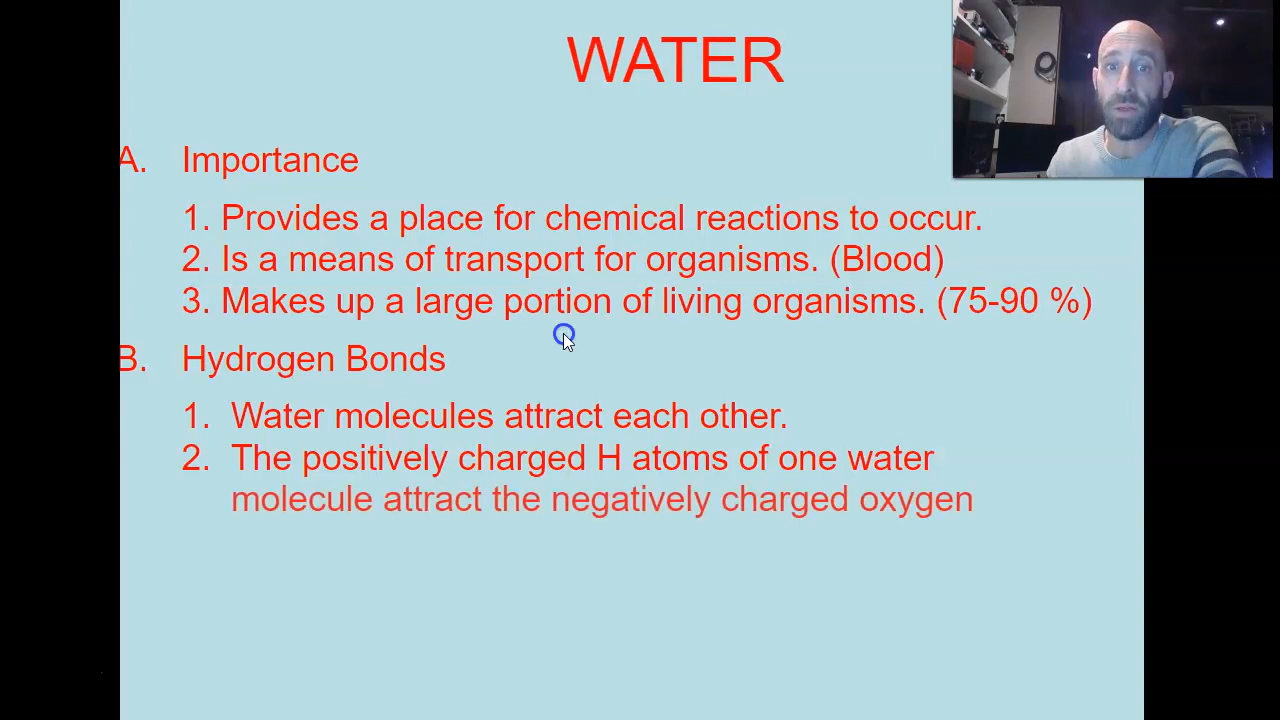 WATER
A. Importance
1. Provides a place for chemical reactions to occur.
2. Is a means of transport for organisms. (Blood)
3. Makes up a large portion of living organisms. (75-90 %)
B. Hydrogen Bonds
1. Water molecules attract each other.
2. The positively charged H atoms of one water
molecule attract the negatively charged oxygen